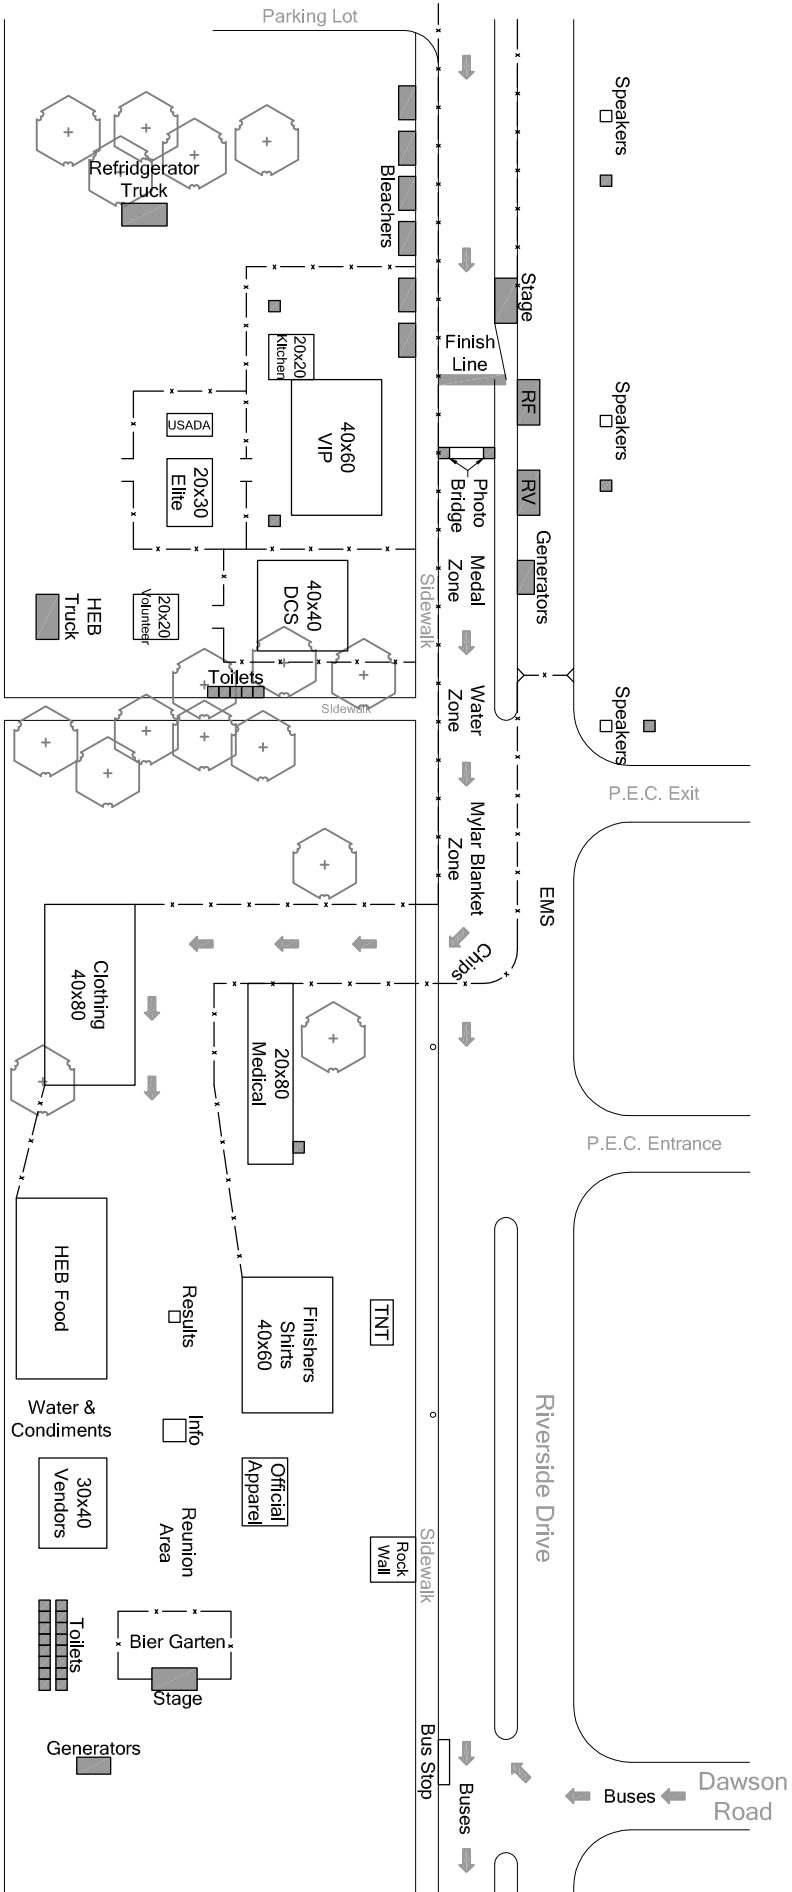 Parking Lot
Speakers
Refridgerator
Truck
Bleachers
Stage
Finish
Line
20x20
Kitchen
RF
Speakers
40x60
VIP
USADA
20x30
Elite
RV
Photo
Bridge
Generators
Medal
Zone
40x40
DCS
Sidewalk
20x20
Volunteer
HEB
Truck
Toilets
Sidewalk
Water
Zone
Speakers
P.E.C. Exit
Mylar Blanket
Zone
EMS
Chips
Clothing
40x80
20x80
Medical
P.E.C. Entrance
HEB Food
Results
Finishers
Shirts
40x60
TNT
Water &
Condiments
Info
Riverside Drive
30x40
Vendors
Official
Apparel
Reunion
Area
Rock
Wall
Sidewalk
Toilets
Bier Garten
Stage
Generators
Bus Stop
Buses
Buses
Dawson
Road